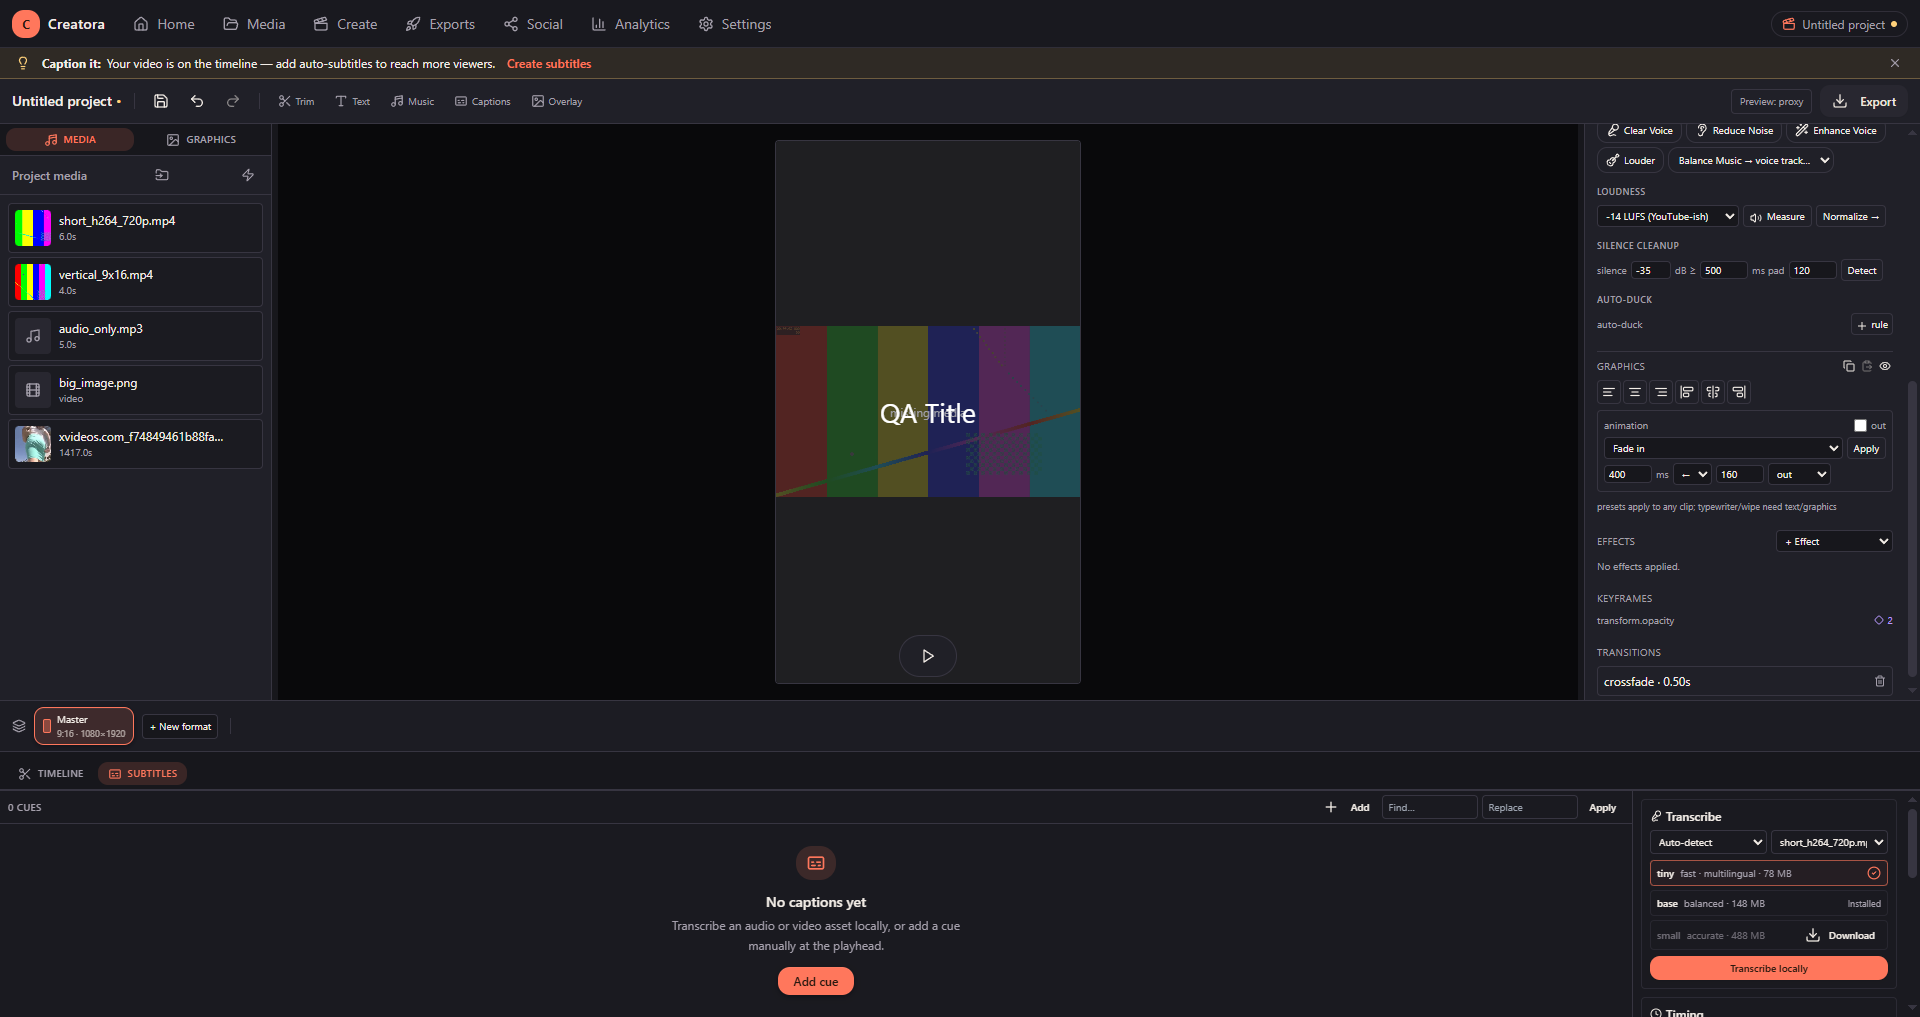 C Creatora Home Media Create Exports Social Analytics Settings Untitled project
Caption it: Your video is on the timeline — add auto-subtitles to reach more viewers. Create subtitles
Untitled project • Trim Text Music Captions Overlay Preview: proxy Export
MEDIA GRAPHICS
Project media
short_h264_720p.mp4
6.0s
vertical_9x16.mp4
4.0s
audio_only.mp3
5.0s
big_image.png
video
xvideos.com_f74849461b88fa...
1417.0s
QA Title
Clear Voice Reduce Noise Enhance Voice
Louder Balance Music → voice track...
LOUDNESS
-14 LUFS (YouTube-ish) Measure Normalize →
SILENCE CLEANUP
silence -35 dB ≥ 500 ms pad 120 Detect
AUTO-DUCK
auto-duck + rule
GRAPHICS
animation out
Fade in Apply
400 ms ← 160 out
presets apply to any clip; typewriter/wipe need text/graphics
EFFECTS + Effect
No effects applied.
KEYFRAMES
transform.opacity ◇ 2
TRANSITIONS
crossfade · 0.50s
Master
9:16 · 1080×1920
+ New format
TIMELINE SUBTITLES
0 CUES + Add Find... Replace Apply
No captions yet
Transcribe an audio or video asset locally, or add a cue
manually at the playhead.
Add cue
Transcribe
Auto-detect short_h264_720p.m
tiny fast · multilingual · 78 MB
base balanced · 148 MB Installed
small accurate · 488 MB Download
Transcribe locally
Timing